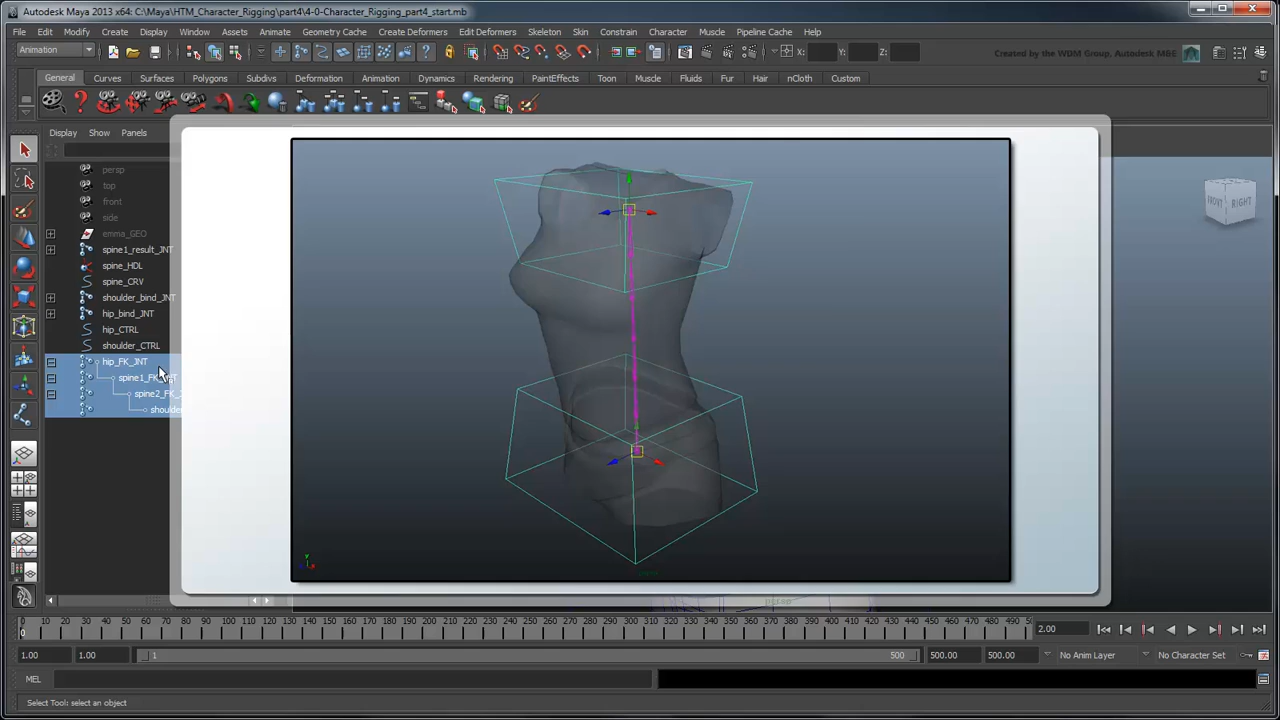 Autodesk Maya 2013 x64: C:\Maya\HTM_Character_Rigging\part4\4-0-Character_Rigging_part4_start.mb
File Edit Modify Create Display Window Assets Animate Geometry Cache Create Deformers Edit Deformers Skeleton Skin Constrain Character Muscle Pipeline Cache Help
Animation X: Y: Z: Created by the WDM Group, Autodesk M&E
General Curves Surfaces Polygons Subdivs Deformation Animation Dynamics Rendering PaintEffects Toon Muscle Fluids Fur Hair nCloth Custom
Display Show Panels
persp
top
front
side
emma_GEO
spine1_result_JNT
spine_HDL
spine_CRV
shoulder_bind_JNT
hip_bind_JNT
hip_CTRL
shoulder_CTRL
hip_FK_JNT
spine1_FK_JNT
spine2_FK_
shoulder
FRONT RIGHT
Y
persp
0 10 20 30 40 50 60 70 80 90 100 110 120 130 140 150 160 170 180 190 200 210 220 230 240 250 260 270 280 290 300 310 320 330 340 350 360 370 380 390 400 410 420 430 440 450 460 470 480 490 500
0 2.00
1.00 1.00 1 500 500.00 500.00 No Anim Layer No Character Set
MEL
Select Tool: select an object